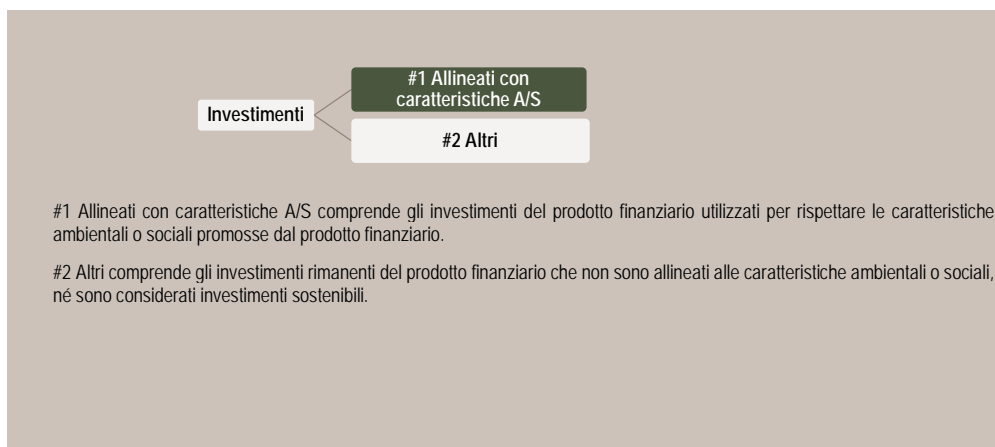 #1 Allineati con
caratteristiche A/S
Investimenti
#2 Altri
#1 Allineati con caratteristiche A/S comprende gli investimenti del prodotto finanziario utilizzati per rispettare le caratteristiche
ambientali o sociali promosse dal prodotto finanziario.
#2 Altri comprende gli investimenti rimanenti del prodotto finanziario che non sono allineati alle caratteristiche ambientali o sociali,
né sono considerati investimenti sostenibili.